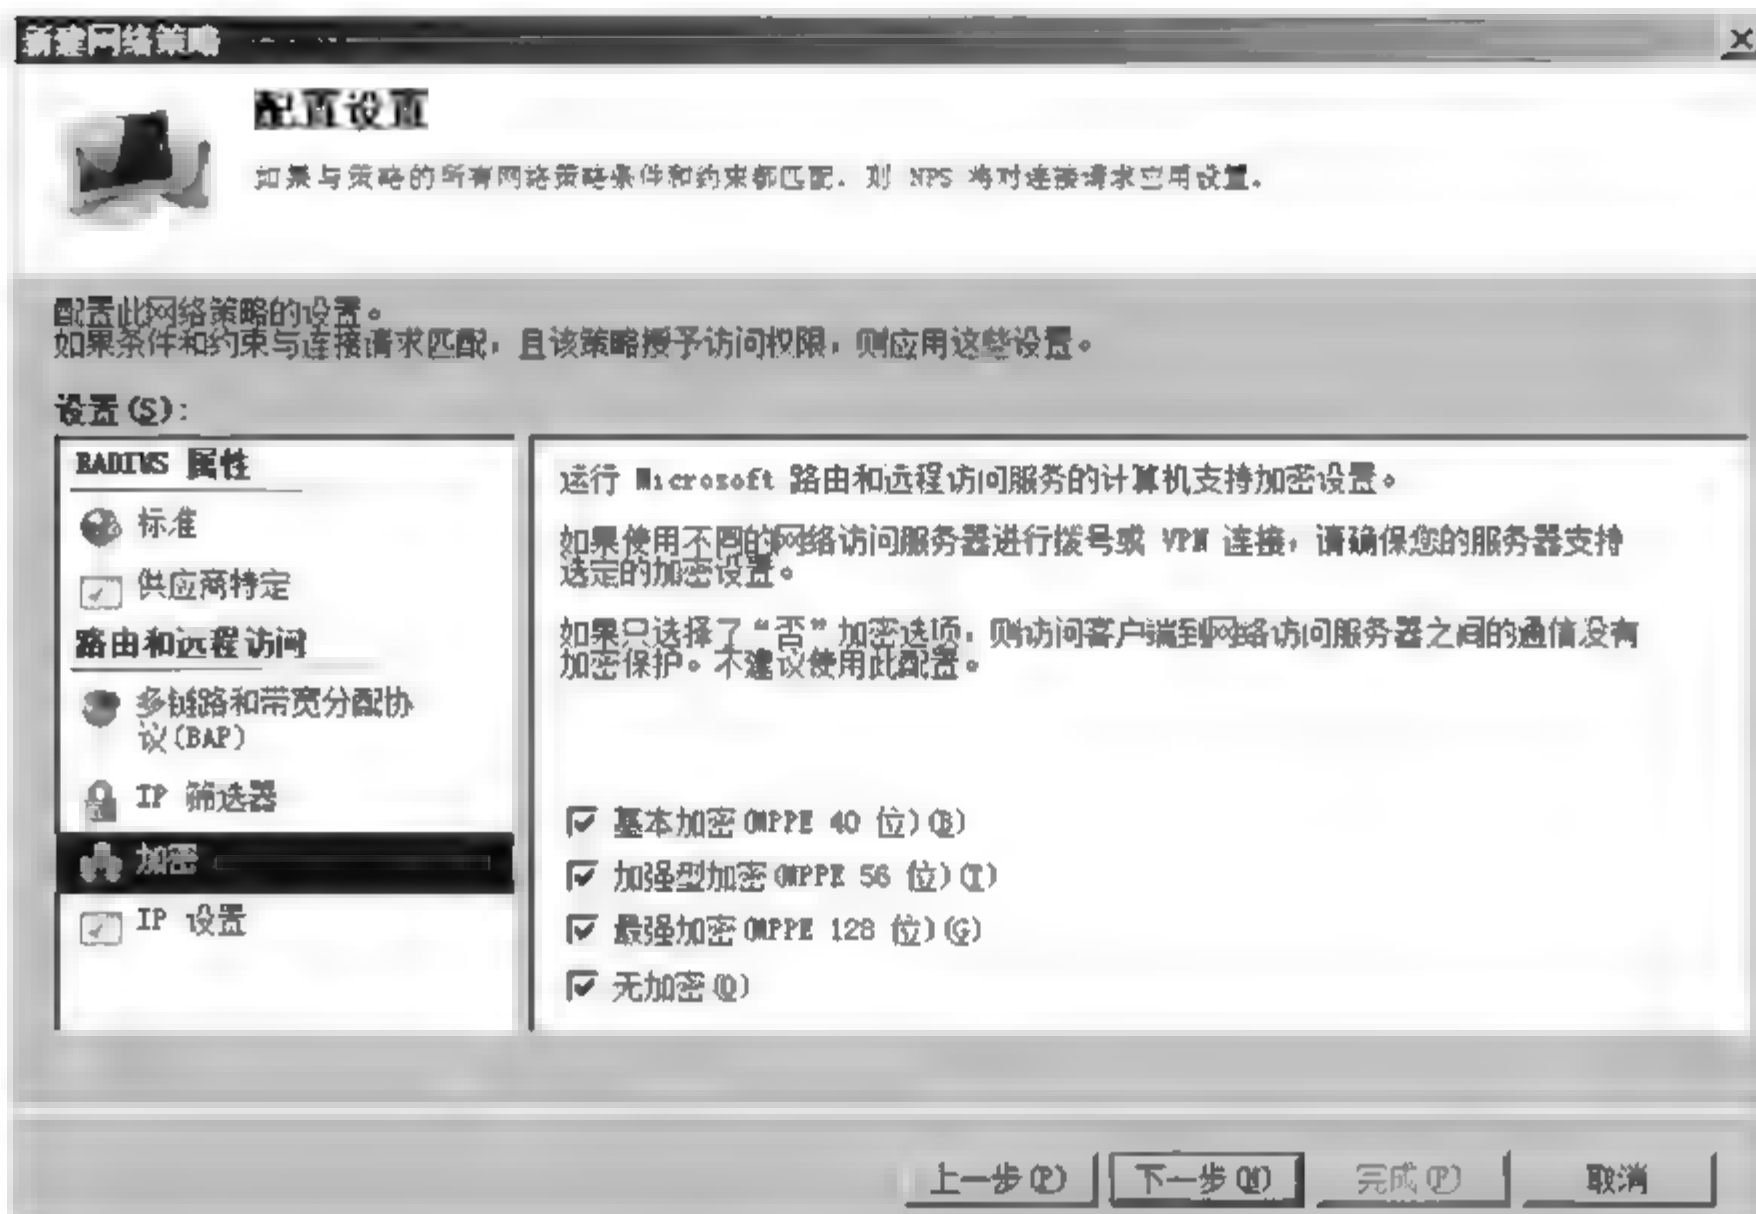 新建网络策略
配置设置
如果与策略的所有网络策略条件和约束都匹配，则 NPS 将对连接请求应用设置。
配置此网络策略的设置。
如果条件和约束与连接请求匹配，且该策略授予访问权限，则应用这些设置。
设置(S):
RADIUS 属性
标准
供应商特定
路由和远程访问
多链路和带宽分配协
议(BAP)
IP 筛选器
加密
IP 设置
运行 Microsoft 路由和远程访问服务的计算机支持加密设置。
如果使用不同的网络访问服务器进行拨号或 VPN 连接，请确保您的服务器支持
选定的加密设置。
如果只选择了“否”加密选项，则访问客户端到网络访问服务器之间的通信没有
加密保护。不建议使用此配置。
基本加密(MPPE 40 位)(B)
加强型加密(MPPE 56 位)(T)
最强加密(MPPE 128 位)(G)
无加密(O)
上一步(P)
下一步(N)
完成(F)
取消